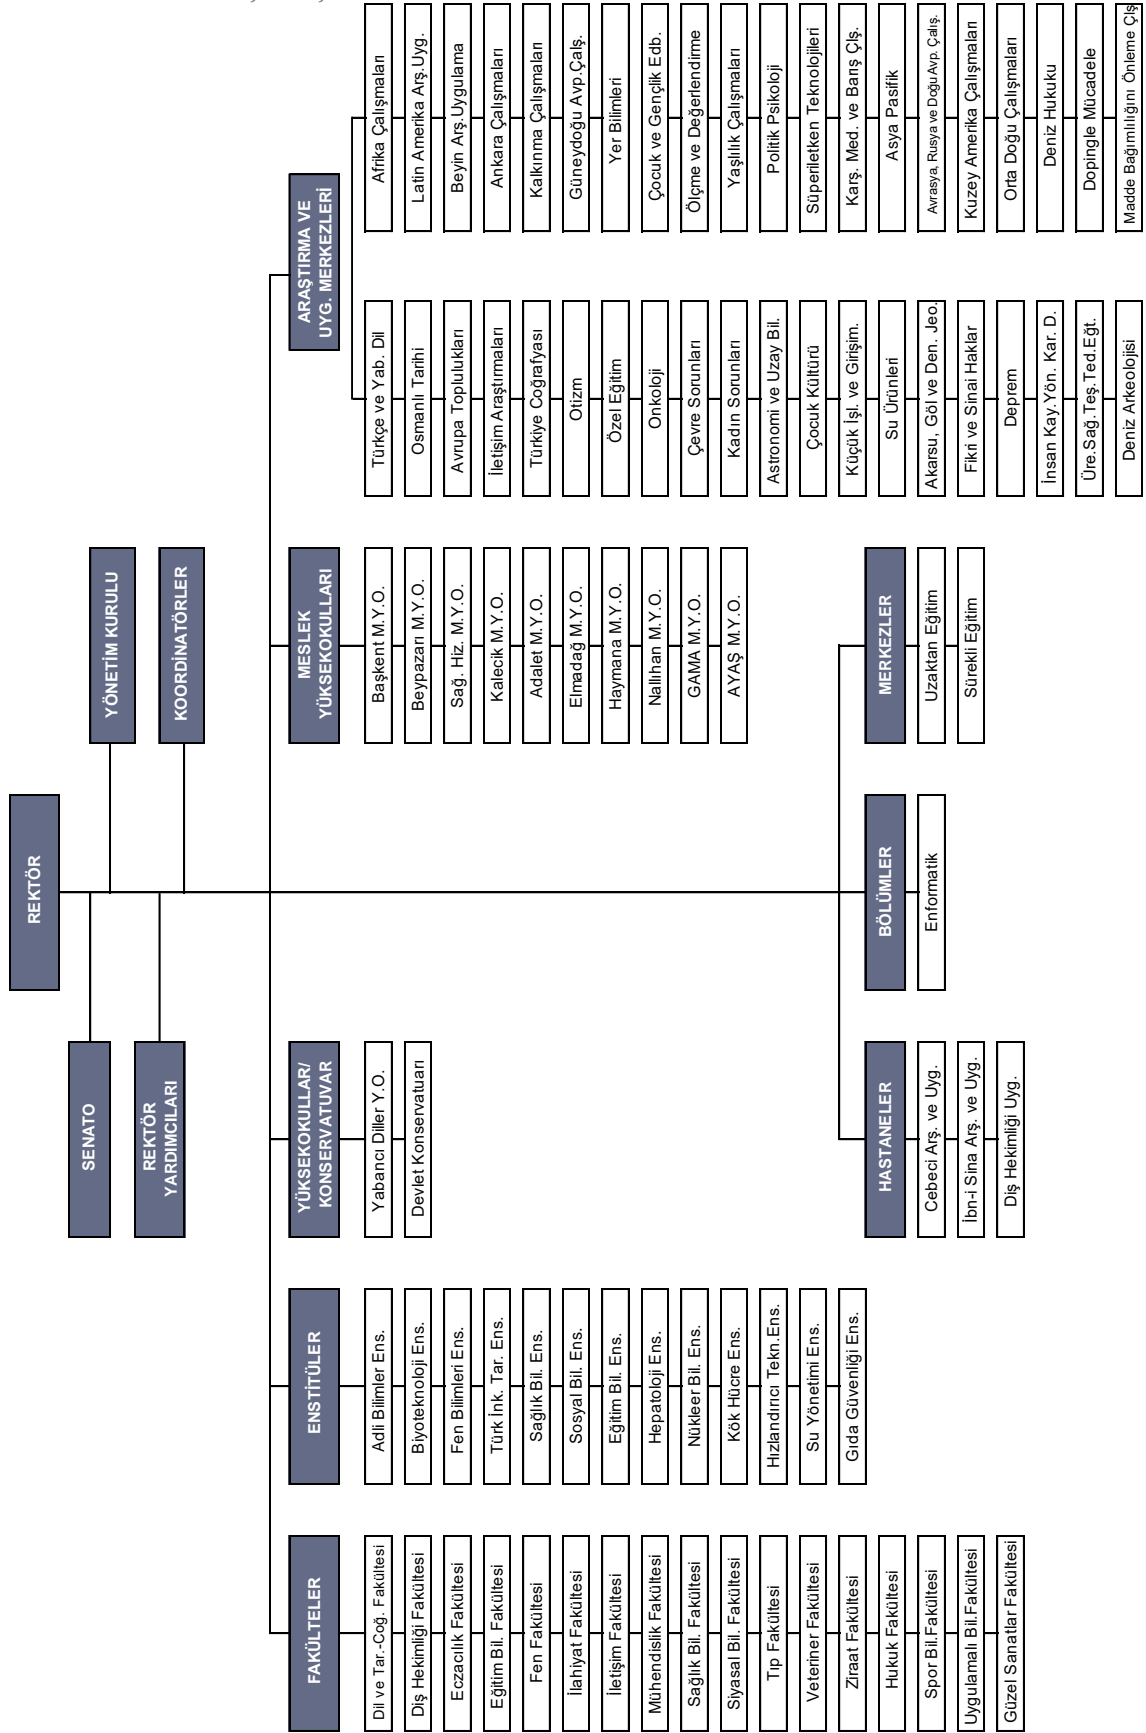 REKTÖR
SENATO
YÖNETİM KURULU
REKTÖR
YARDIMCILARI
KOORDİNATÖRLER
FAKÜLTELER
Dil ve Tar.-Coğ. Fakültesi
Diş Hekimliği Fakültesi
Eczacılık Fakültesi
Eğitim Bil. Fakültesi
Fen Fakültesi
İlahiyat Fakültesi
İletişim Fakültesi
Mühendislik Fakültesi
Sağlık Bil. Fakültesi
Siyasal Bil. Fakültesi
Tıp Fakültesi
Veteriner Fakültesi
Ziraat Fakültesi
Hukuk Fakültesi
Spor Bil.Fakültesi
Uygulamalı Bil.Fakültesi
Güzel Sanatlar Fakültesi
ENSTİTÜLER
Adli Bilimler Ens.
Biyoteknoloji Ens.
Fen Bilimleri Ens.
Türk İnk. Tar. Ens.
Sağlık Bil. Ens.
Sosyal Bil. Ens.
Eğitim Bil. Ens.
Hepatoloji Ens.
Nükleer Bil. Ens.
Kök Hücre Ens.
Hızlandırıcı Tekn.Ens.
Su Yönetimi Ens.
Gıda Güvenliği Ens.
YÜKSEKOKULLAR/
KONSERVATUVAR
Yabancı Diller Y.O.
Devlet Konservatuarı
MESLEK
YÜKSEKOKULLARI
Başkent M.Y.O.
Beypazarı M.Y.O.
Sağ. Hiz. M.Y.O.
Kalecik M.Y.O.
Adalet M.Y.O.
Elmadağ M.Y.O.
Haymana M.Y.O.
Nallıhan M.Y.O.
GAMA M.Y.O.
AYAŞ M.Y.O.
ARAŞTIRMA VE
UYG. MERKEZLERİ
Türkçe ve Yab. Dil
Osmanlı Tarihi
Avrupa Toplulukları
İletişim Araştırmaları
Türkiye Coğrafyası
Otizm
Özel Eğitim
Onkoloji
Çevre Sorunları
Kadın Sorunları
Astronomi ve Uzay Bil.
Çocuk Kültürü
Küçük İşl. ve Girişim.
Su Ürünleri
Akarsu, Göl ve Den. Jeo.
Fikri ve Sinai Haklar
Deprem
İnsan Kay.Yön. Kar. D.
Üre.Sağ.Teş.Ted.Eğt.
Deniz Arkeolojisi
Afrika Çalışmaları
Latin Amerika Arş.Uyg.
Beyin Arş.Uygulama
Ankara Çalışmaları
Kalkınma Çalışmaları
Güneydoğu Avp.Çalş.
Yer Bilimleri
Çocuk ve Gençlik Edb.
Ölçme ve Değerlendirme
Yaşlılık Çalışmaları
Politik Psikoloji
Süperiletken Teknolojileri
Karş. Med. ve Barış Çlş.
Asya Pasifik
Avrasya, Rusya ve Doğu Avp. Çalış.
Kuzey Amerika Çalışmaları
Orta Doğu Çalışmaları
Deniz Hukuku
Dopingle Mücadele
Madde Bağımlılığını Önleme Çlş
HASTANELER
Cebeci Arş. ve Uyg.
İbn-i Sina Arş. ve Uyg.
Diş Hekimliği Uyg.
BÖLÜMLER
Enformatik
MERKEZLER
Uzaktan Eğitim
Sürekli Eğitim